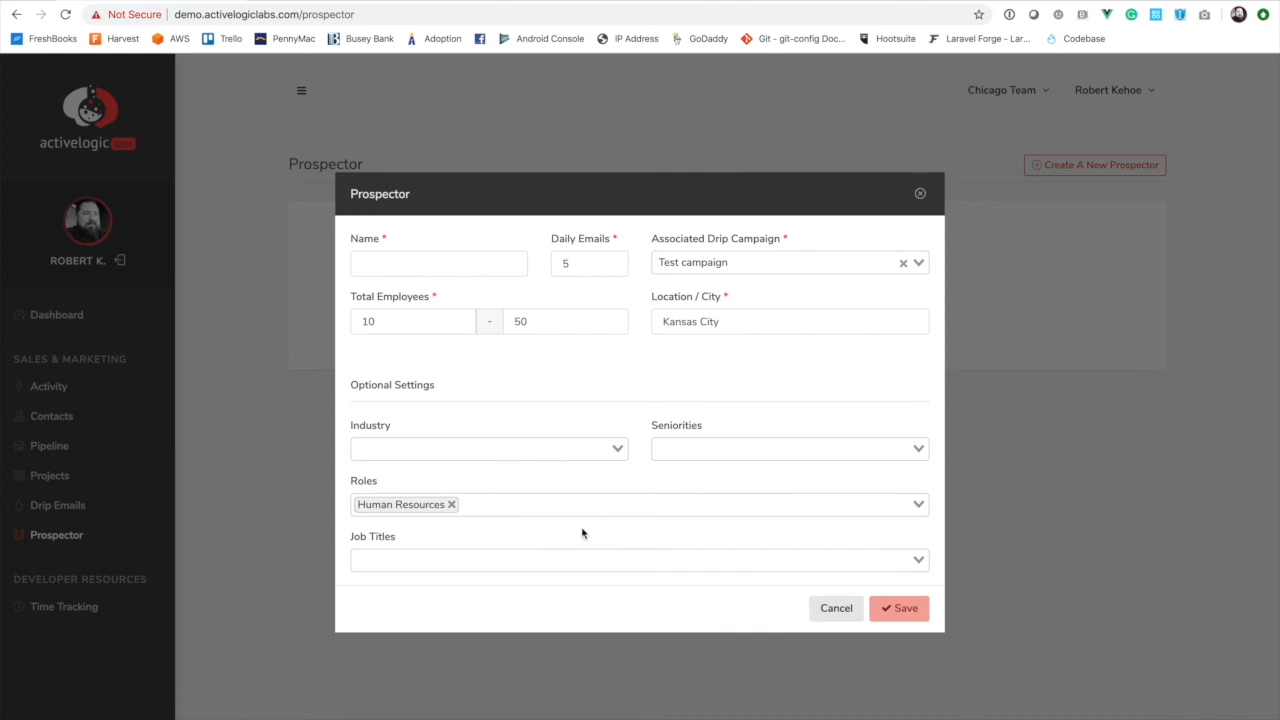 Not Secure | demo.activelogiclabs.com/prospector
FreshBooks Harvest AWS Trello PennyMac Busey Bank Adoption Android Console IP Address GoDaddy Git - git-config Doc... Hootsuite Laravel Forge - Lar... Codebase
activelogic Labs
ROBERT K.
Dashboard
SALES & MARKETING
Activity
Contacts
Pipeline
Projects
Drip Emails
Prospector
DEVELOPER RESOURCES
Time Tracking
Chicago Team Robert Kehoe
Prospector Create A New Prospector
Prospector
Name * Daily Emails * Associated Drip Campaign *
5 Test campaign
Total Employees * Location / City *
10 - 50 Kansas City
Optional Settings
Industry Seniorities
Roles
Human Resources
Job Titles
Cancel Save